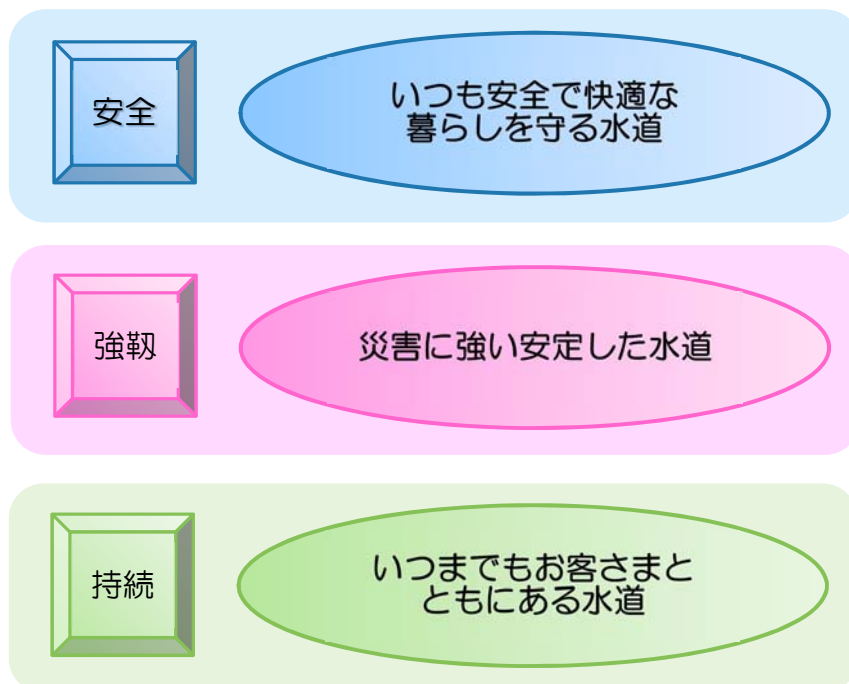 安全
いつも安全で快適な
暮らしを守る水道
強靱
災害に強い安定した水道
持続
いつまでもお客さまと
ともにある水道